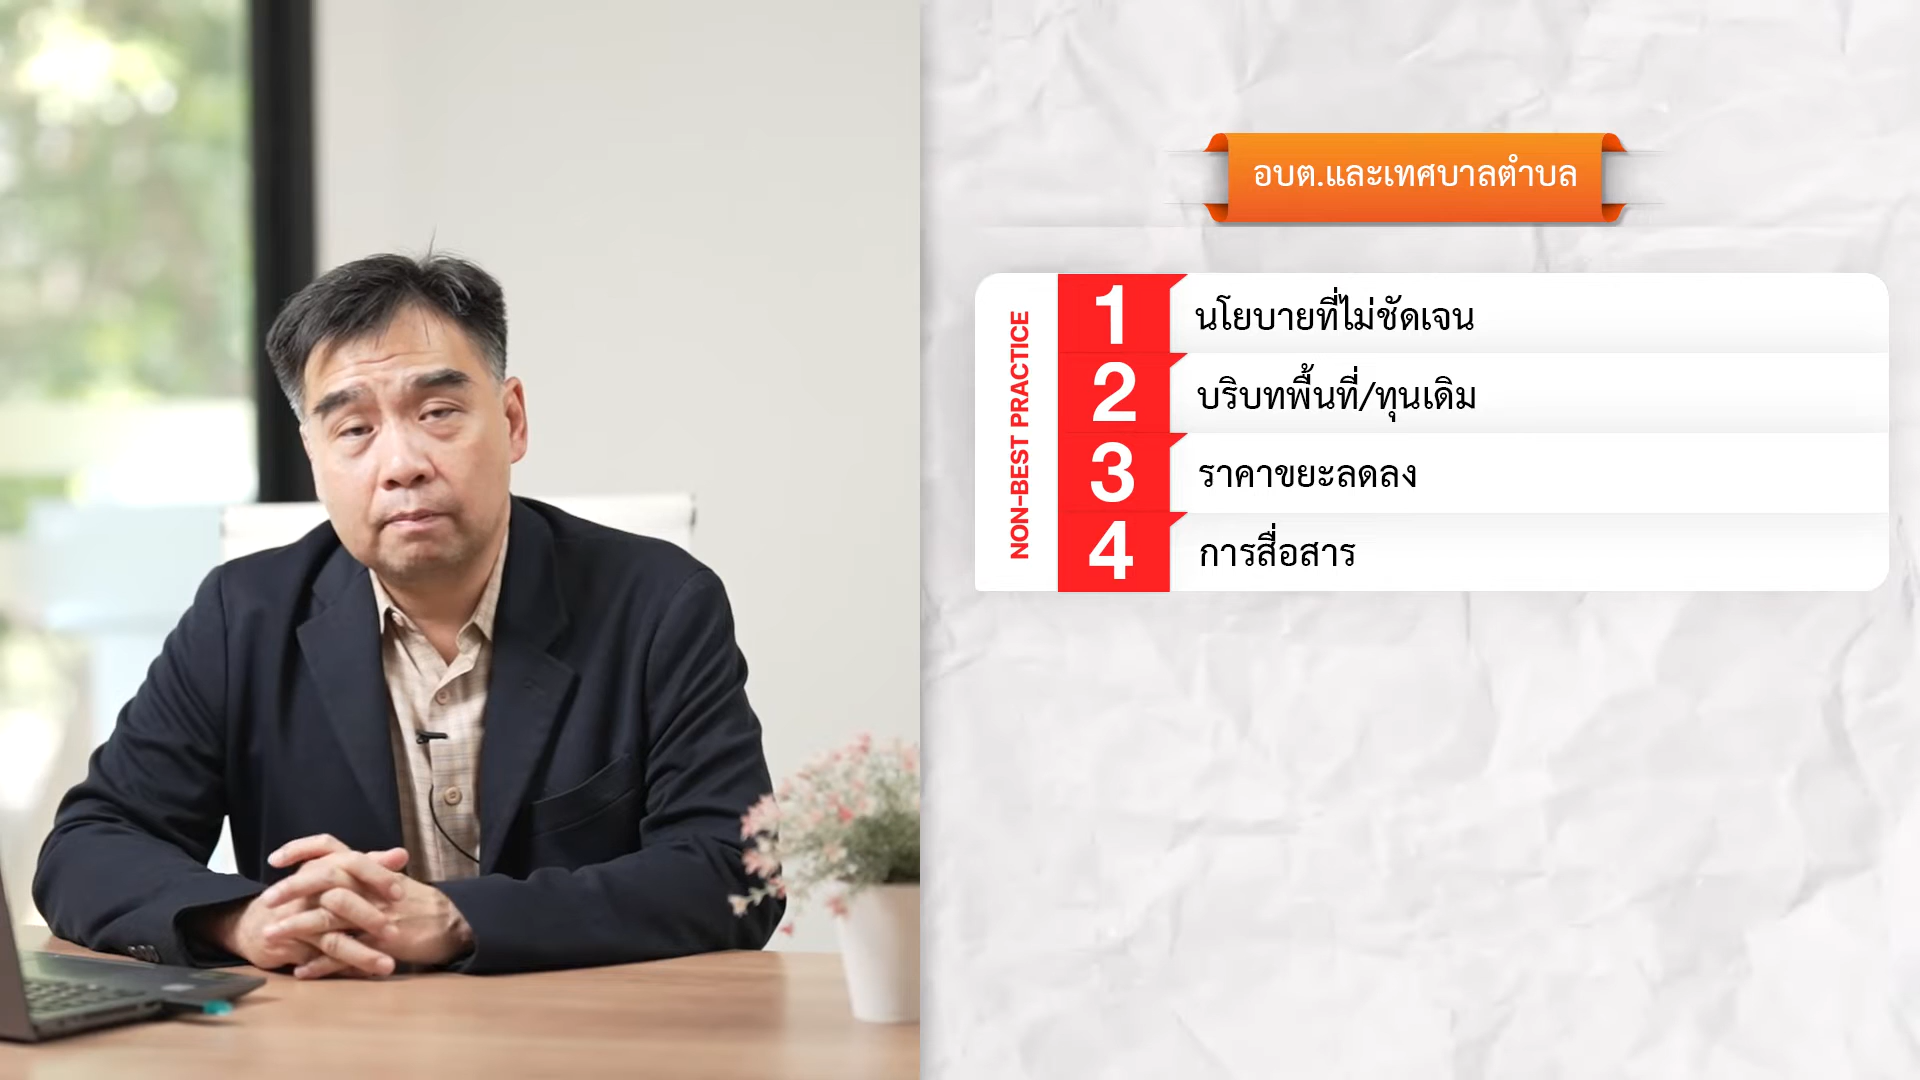 อบต.และเทศบาลตำบล
NON-BEST PRACTICE
1 นโยบายที่ไม่ชัดเจน
2 บริบทพื้นที่/ทุนเดิม
3 ราคาขยะลดลง
4 การสื่อสาร